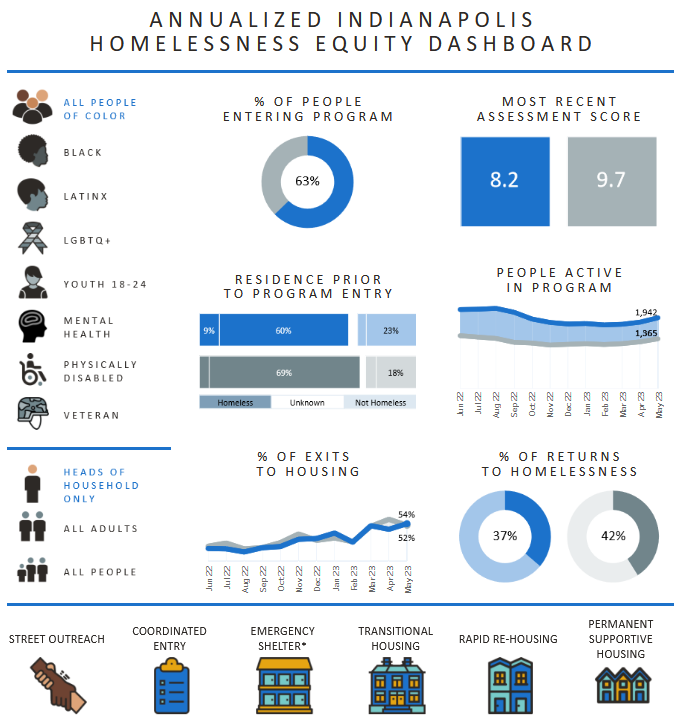 ANNUALIZED INDIANAPOLIS
HOMELESSNESS EQUITY DASHBOARD
ALL PEOPLE
OF COLOR
BLACK
LATINX
LGBTQ+
YOUTH 18-24
MENTAL
HEALTH
PHYSICALLY
DISABLED
VETERAN
HEADS OF
HOUSEHOLD
ONLY
ALL ADULTS
ALL PEOPLE
% OF PEOPLE
ENTERING PROGRAM
63%
MOST RECENT
ASSESSMENT SCORE
8.2
9.7
RESIDENCE PRIOR
TO PROGRAM ENTRY
9%
60%
23%
69%
18%
Homeless
Unknown
Not Homeless
PEOPLE ACTIVE
IN PROGRAM
1,942
1,365
Jun 22
Jul 22
Aug 22
Sep 22
Oct 22
Nov 22
Dec 22
Jan 23
Feb 23
Mar 23
Apr 23
May 23
% OF EXITS
TO HOUSING
54%
52%
Jun 22
Jul 22
Aug 22
Sep 22
Oct 22
Nov 22
Dec 22
Jan 23
Feb 23
Mar 23
Apr 23
May 23
% OF RETURNS
TO HOMELESSNESS
37%
42%
STREET OUTREACH
COORDINATED
ENTRY
EMERGENCY
SHELTER*
TRANSITIONAL
HOUSING
RAPID RE-HOUSING
PERMANENT
SUPPORTIVE
HOUSING